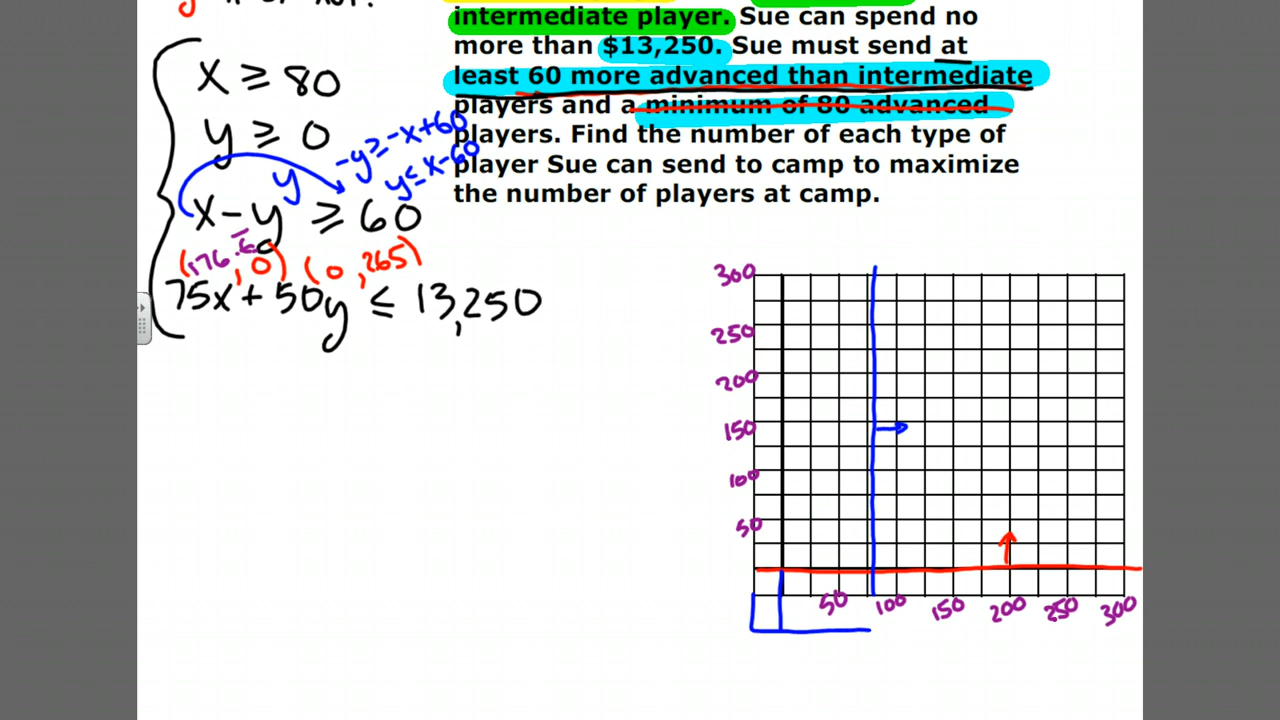 intermediate player. Sue can spend no
more than $13,250. Sue must send at
least 60 more advanced than intermediate
players and a minimum of 80 advanced
players. Find the number of each type of
player Sue can send to camp to maximize
the number of players at camp.
x ≥ 80
y ≥ 0
-y ≥ -x+60
y ≤ x-60
y
x - y ≥ 60
(176.6, 0) (0, 265)
75x + 50y ≤ 13,250
300
250
200
150
100
50
50 100 150 200 250 300